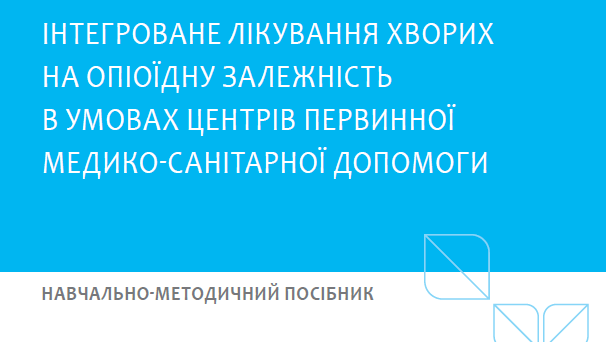 ІНТЕГРОВАНЕ ЛІКУВАННЯ ХВОРИХ
НА ОПІОЇДНУ ЗАЛЕЖНІСТЬ
В УМОВАХ ЦЕНТРІВ ПЕРВИННОЇ
МЕДИКО-САНІТАРНОЇ ДОПОМОГИ
НАВЧАЛЬНО-МЕТОДИЧНИЙ ПОСІБНИК